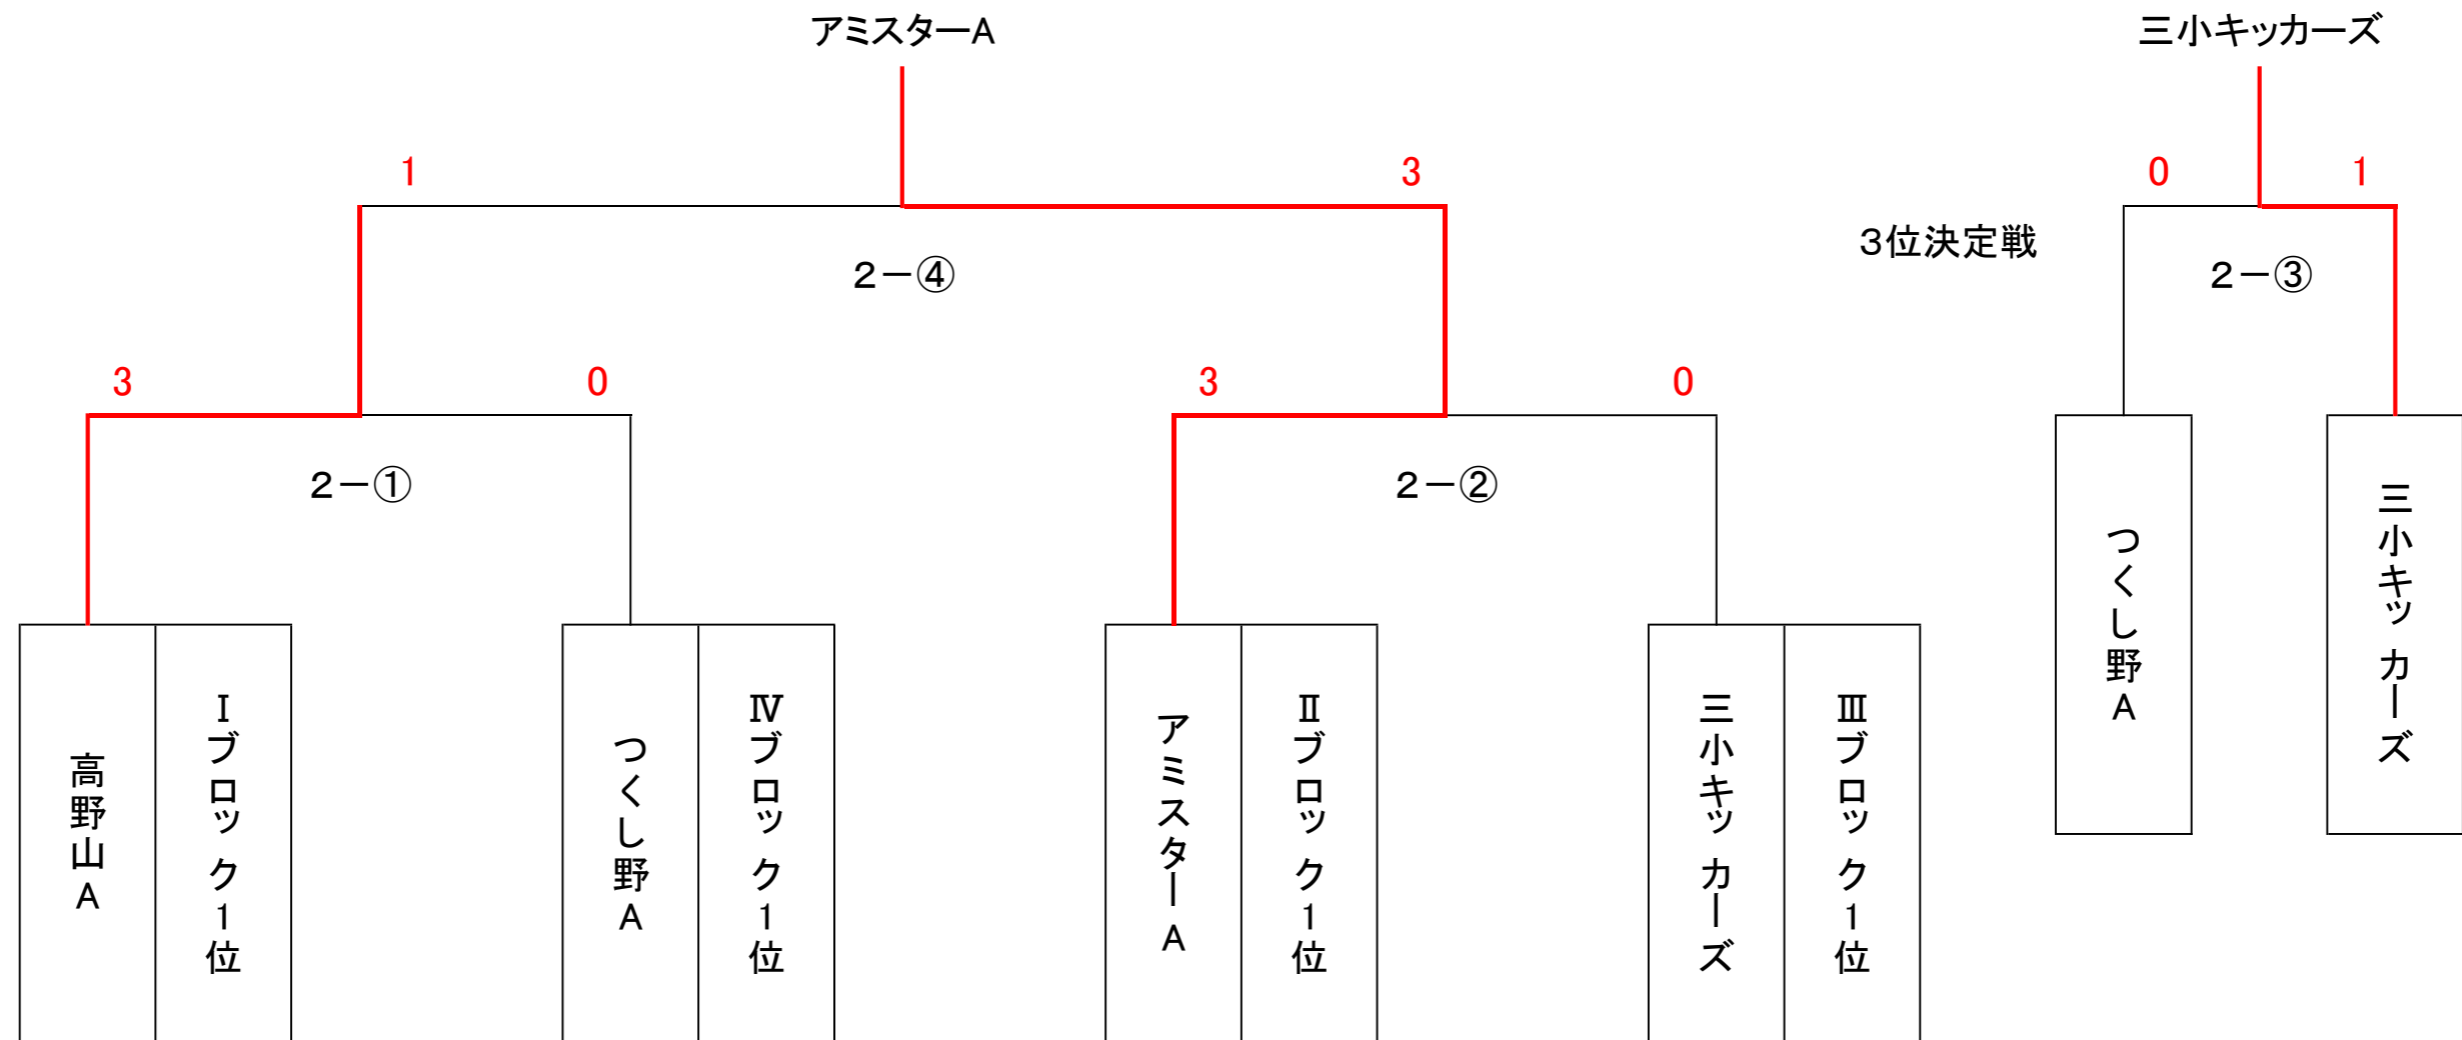 アミスターA
三小キッカーズ
1
3
0
1
3位決定戦
2－④
2－③
3
0
3
0
2－①
2－②
つくし野A
三小キッカーズ
高野山A
Ⅰブロック1位
つくし野A
Ⅳブロック1位
アミスターA
Ⅱブロック1位
三小キッカーズ
Ⅲブロック1位